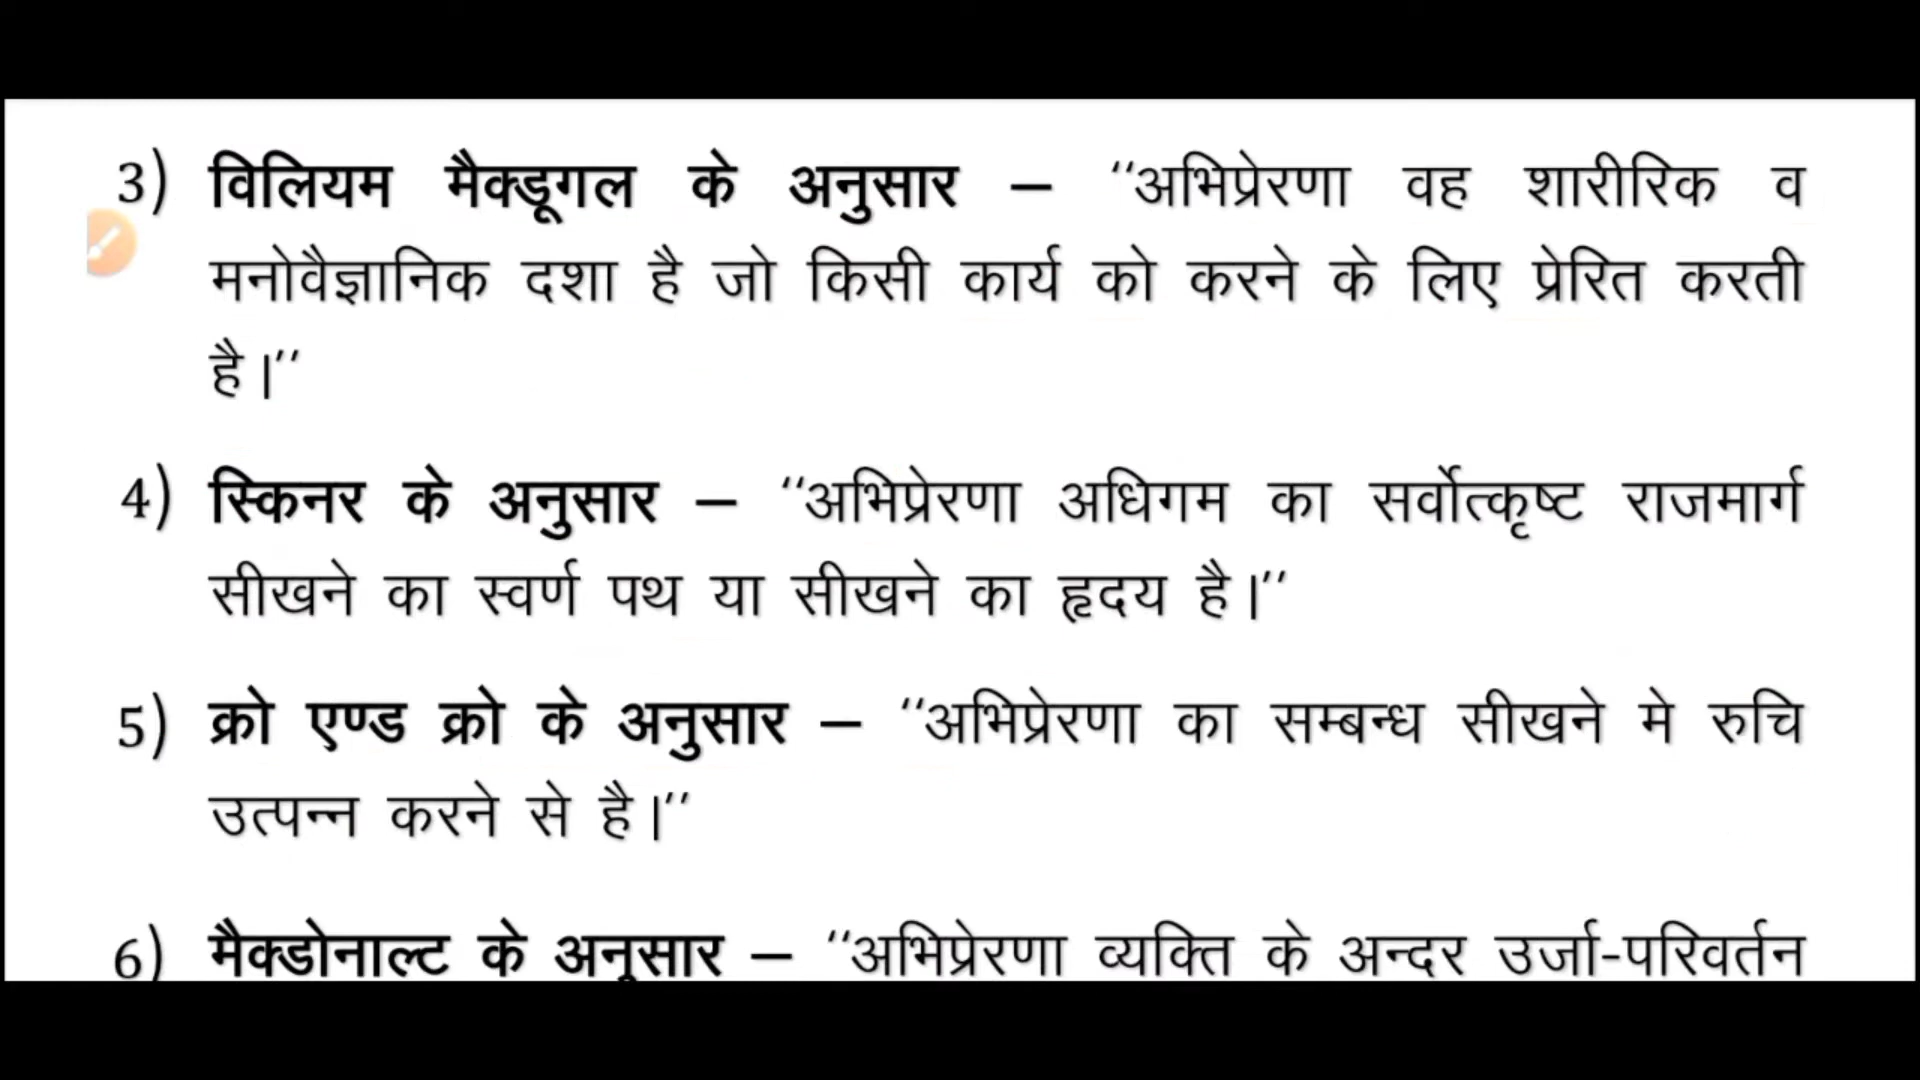 3) विलियम मैक्डूगल के अनुसार – ‘‘अभिप्रेरणा वह शारीरिक व
मनोवैज्ञानिक दशा है जो किसी कार्य को करने के लिए प्रेरित करती
है।’’
4) स्किनर के अनुसार – ‘‘अभिप्रेरणा अधिगम का सर्वोत्कृष्ट राजमार्ग
सीखने का स्वर्ण पथ या सीखने का हृदय है।’’
5) क्रो एण्ड क्रो के अनुसार – ‘‘अभिप्रेरणा का सम्बन्ध सीखने मे रुचि
उत्पन्न करने से है।’’
6) मैक्डोनाल्ट के अनुसार – ‘‘अभिप्रेरणा व्यक्ति के अन्दर उर्जा-परिवर्तन